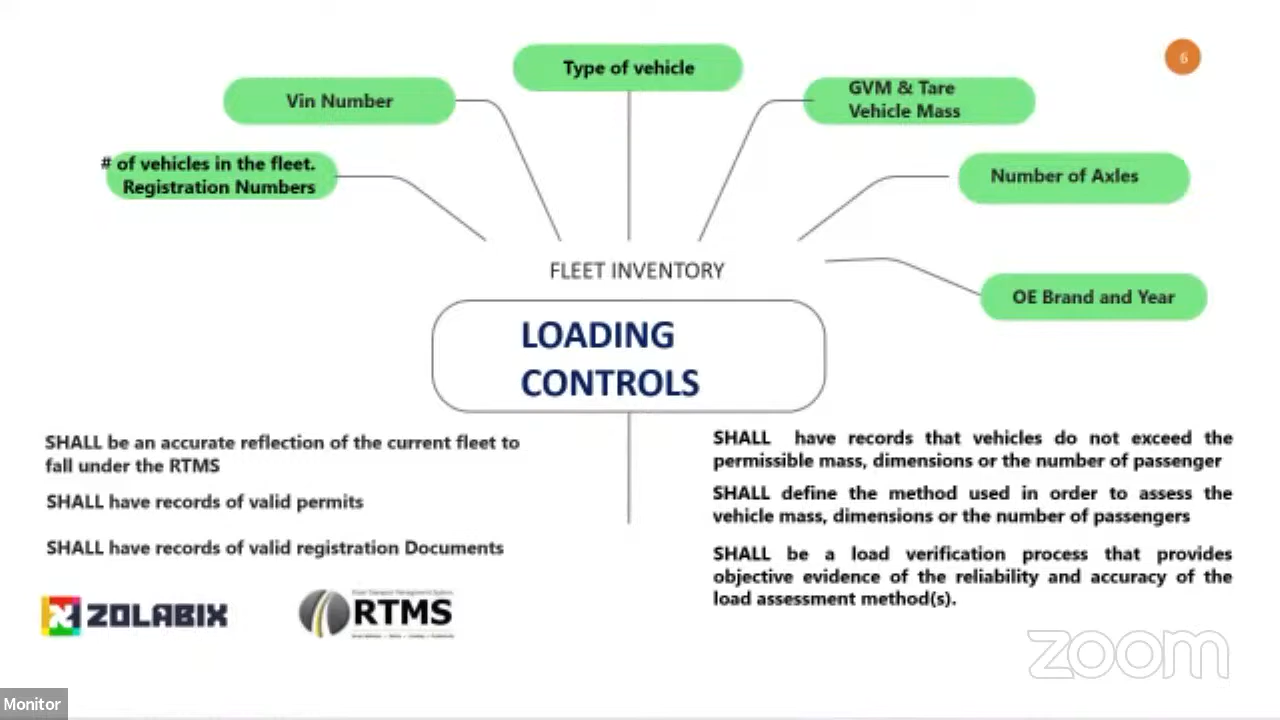 6
Type of vehicle
Vin Number
GVM & Tare
Vehicle Mass
# of vehicles in the fleet.
Registration Numbers
Number of Axles
FLEET INVENTORY
OE Brand and Year
LOADING
CONTROLS
SHALL be an accurate reflection of the current fleet to
fall under the RTMS
SHALL have records of valid permits
SHALL have records of valid registration Documents
SHALL have records that vehicles do not exceed the
permissible mass, dimensions or the number of passenger
SHALL define the method used in order to assess the
vehicle mass, dimensions or the number of passengers
SHALL be a load verification process that provides
objective evidence of the reliability and accuracy of the
load assessment method(s).
ZOLABIX
RTMS
zoom
Monitor